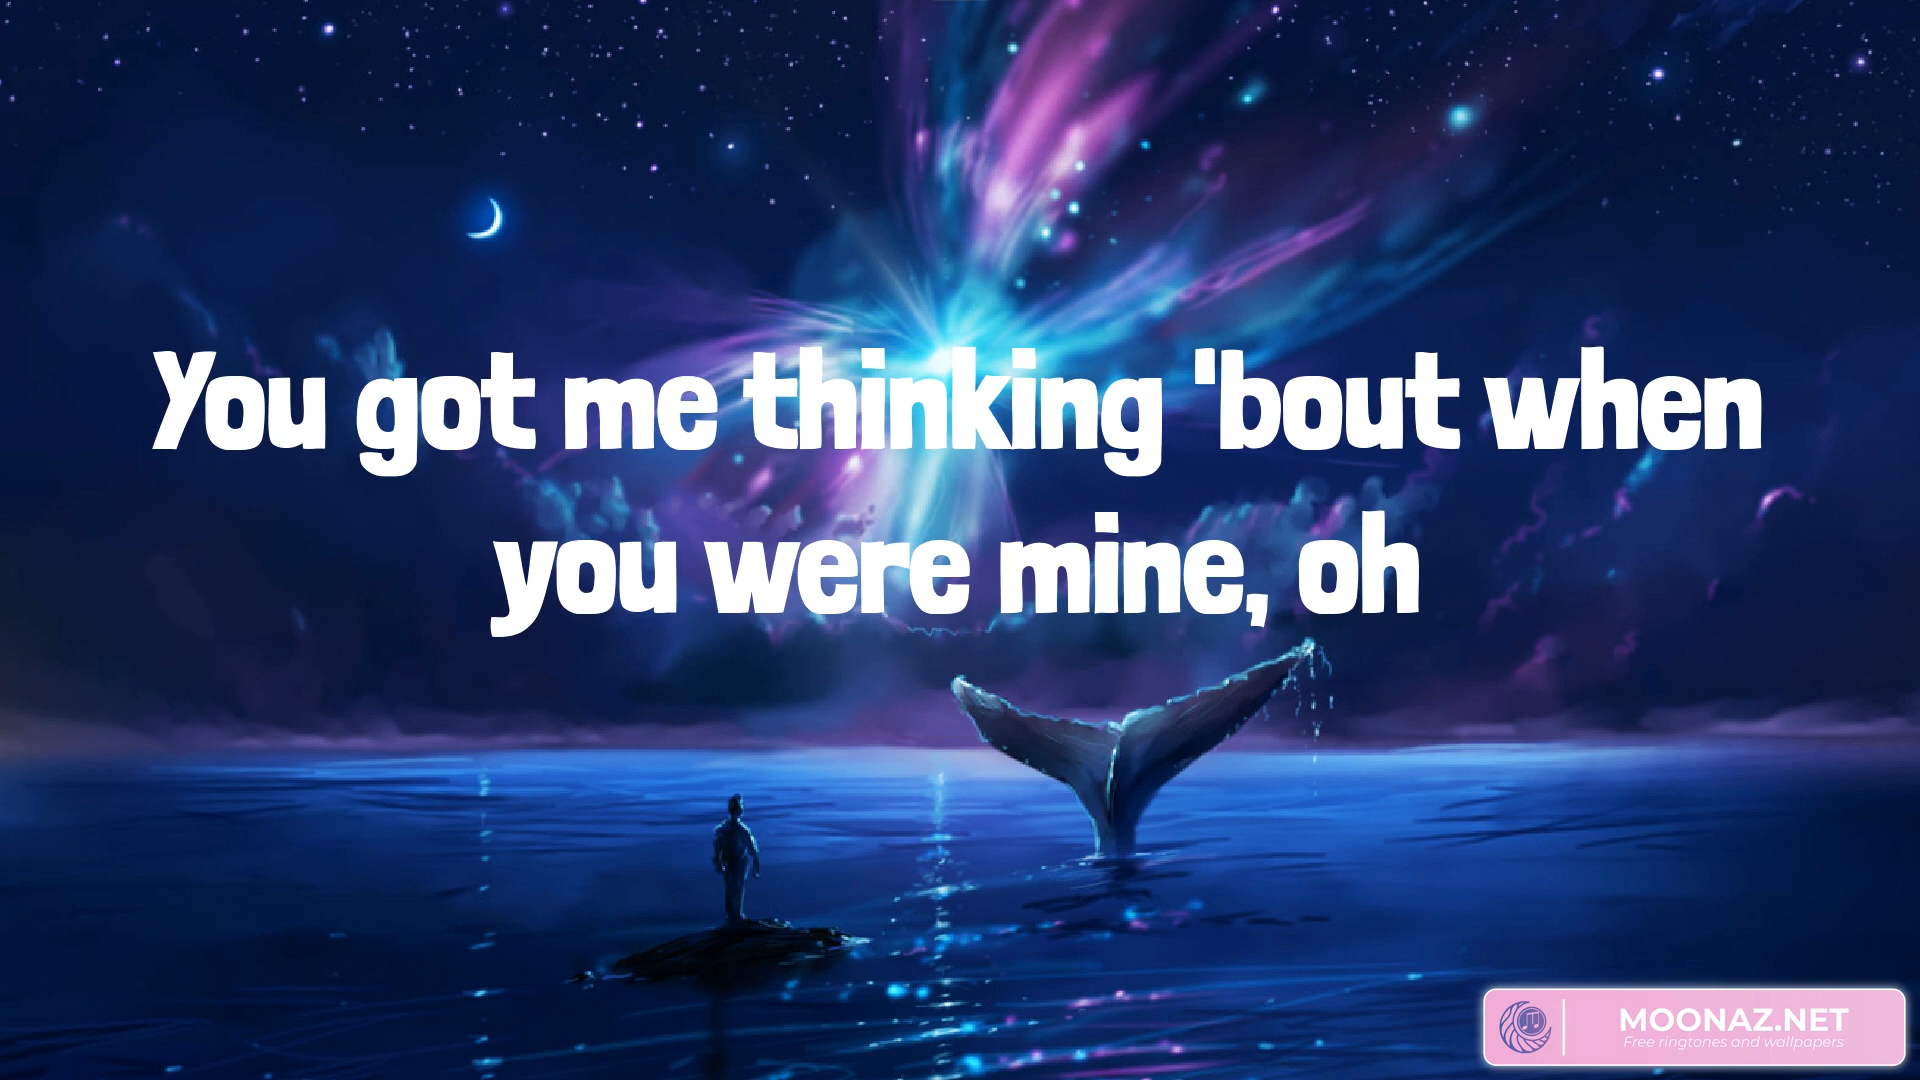 You got me thinking 'bout when
you were mine, oh
MOONAZ.NET
Free ringtones and wallpapers